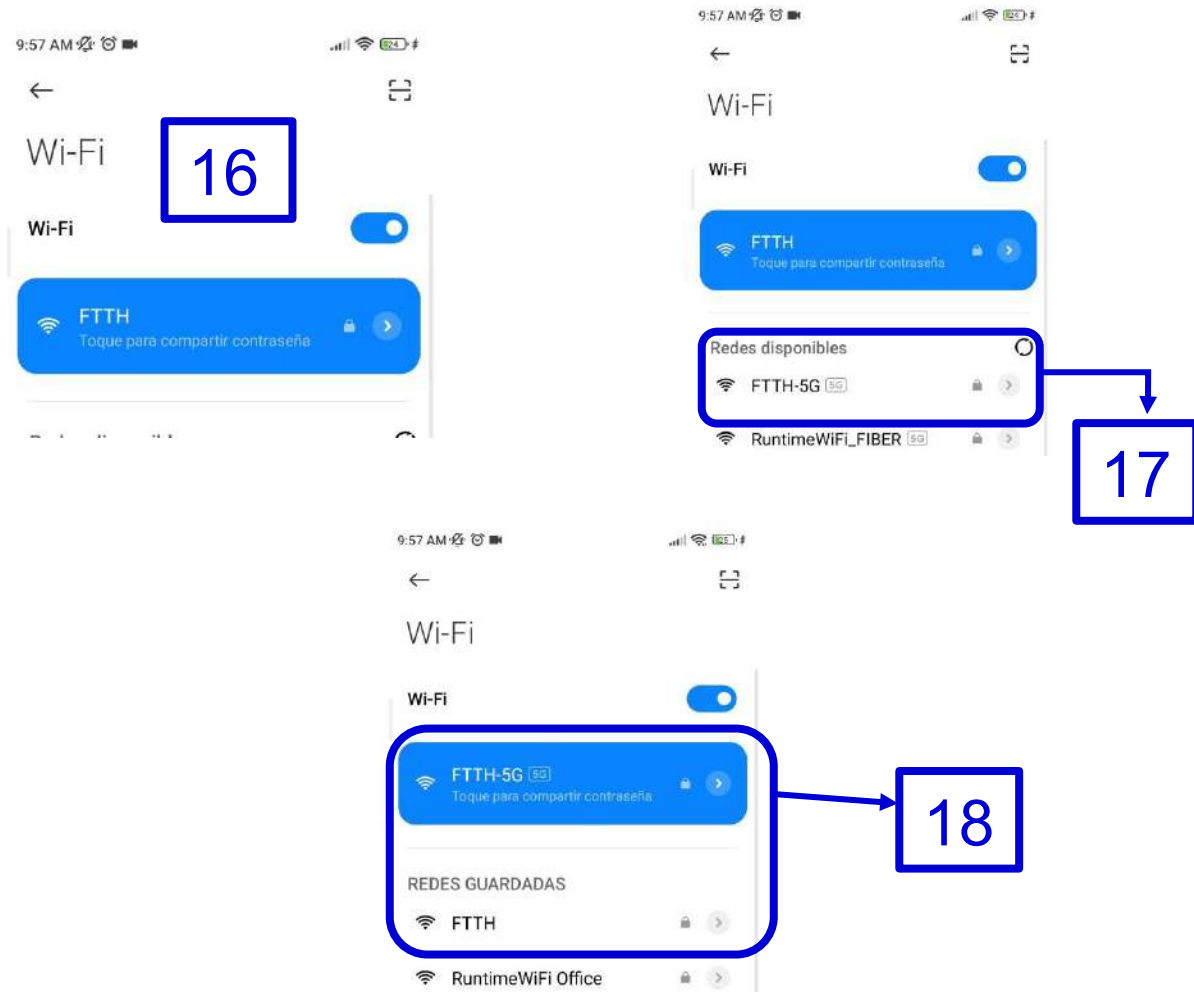 9:57 AM
24
Wi-Fi
16
Wi-Fi
FTTH
Toque para compartir contraseña
9:57 AM
24
Wi-Fi
Wi-Fi
FTTH
Toque para compartir contraseña
Redes disponibles
FTTH-5G 5G
RuntimeWiFi_FIBER 5G
17
9:57 AM
Wi-Fi
Wi-Fi
FTTH-5G 5G
Toque para compartir contraseña
18
REDES GUARDADAS
FTTH
RuntimeWiFi Office